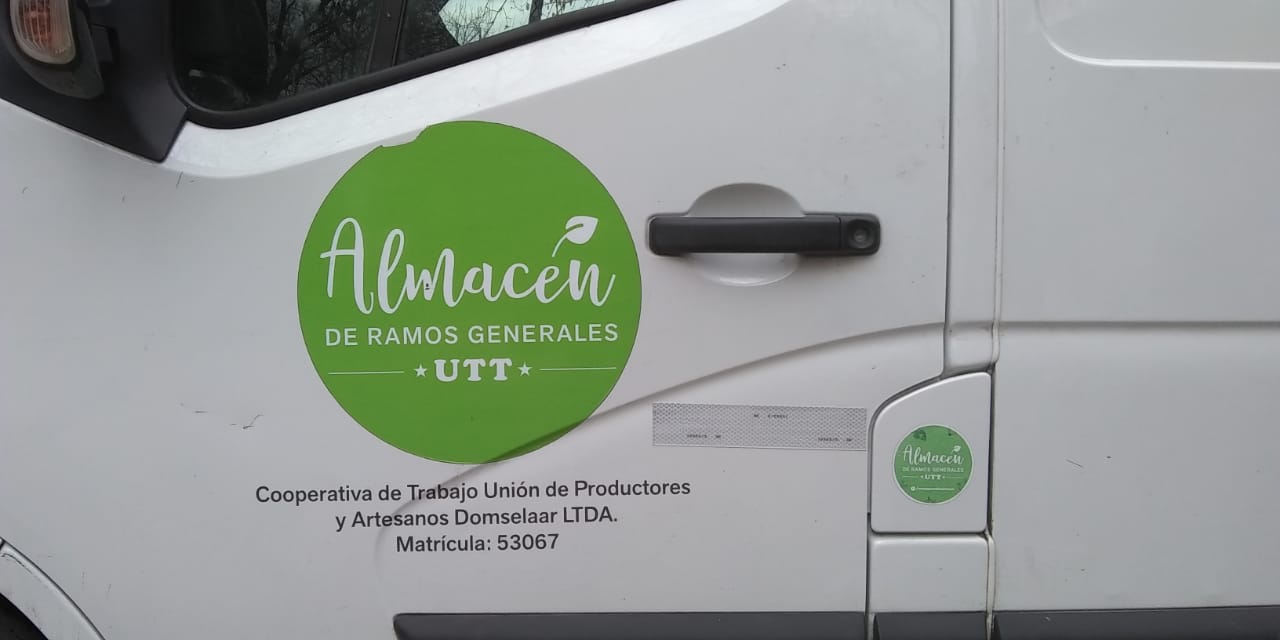 Almacén
DE RAMOS GENERALES
UTT
Cooperativa de Trabajo Unión de Productores
y Artesanos Domselaar LTDA.
Matrícula: 53067
Almacén
DE RAMOS GENERALES
UTT